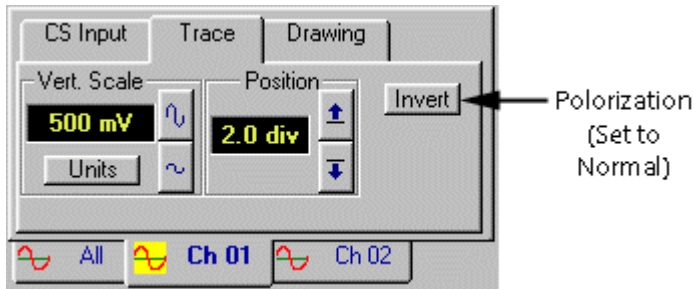 CS Input Trace Drawing
Vert. Scale Position
Invert
500 mV
2.0 div
Units
Polorization
(Set to
Normal)
All Ch 01 Ch 02